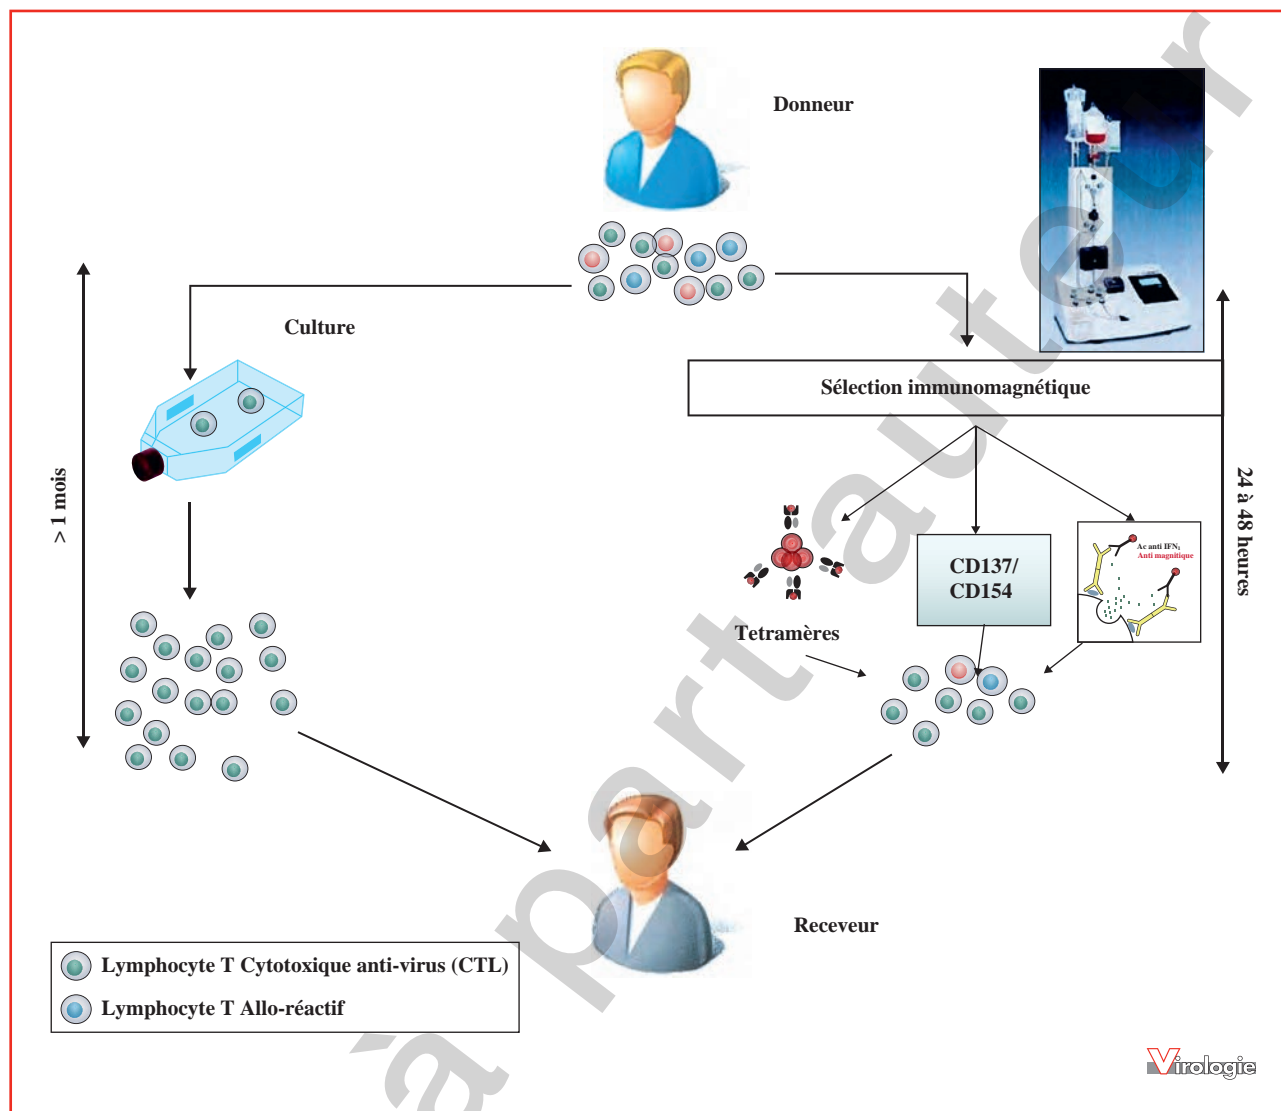 Donneur
Culture
Sélection immunomagnétique
> 1 mois
24 à 48 heures
CD137/
CD154
Ac anti IFNγ
Anti magnitique
Tetramères
Receveur
Lymphocyte T Cytotoxique anti-virus (CTL)
Lymphocyte T Allo-réactif
Virologie
à part auteur